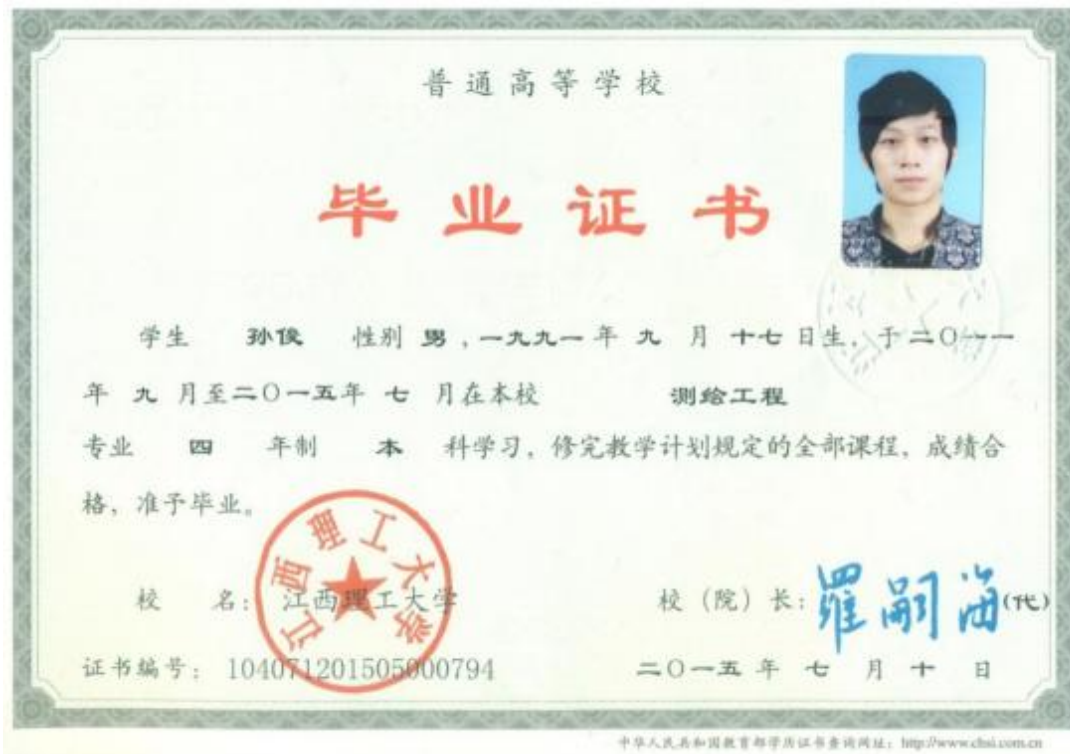 普通高等学校
毕业证书
学生 孙俊 性别 男，一九九一年 九 月 十七日生，于二〇一一
年 九 月至二〇一五年 七 月在本校 测绘工程
专业 四 年制 本 科学习，修完教学计划规定的全部课程，成绩合
格，准予毕业。
江西理工大学
校 名：江西理工大学 校（院）长：罗嗣海(代)
证书编号：104071201505000794 二〇一五 年 七 月 十 日
中华人民共和国教育部学历证书查询网址：http://www.chsi.com.cn